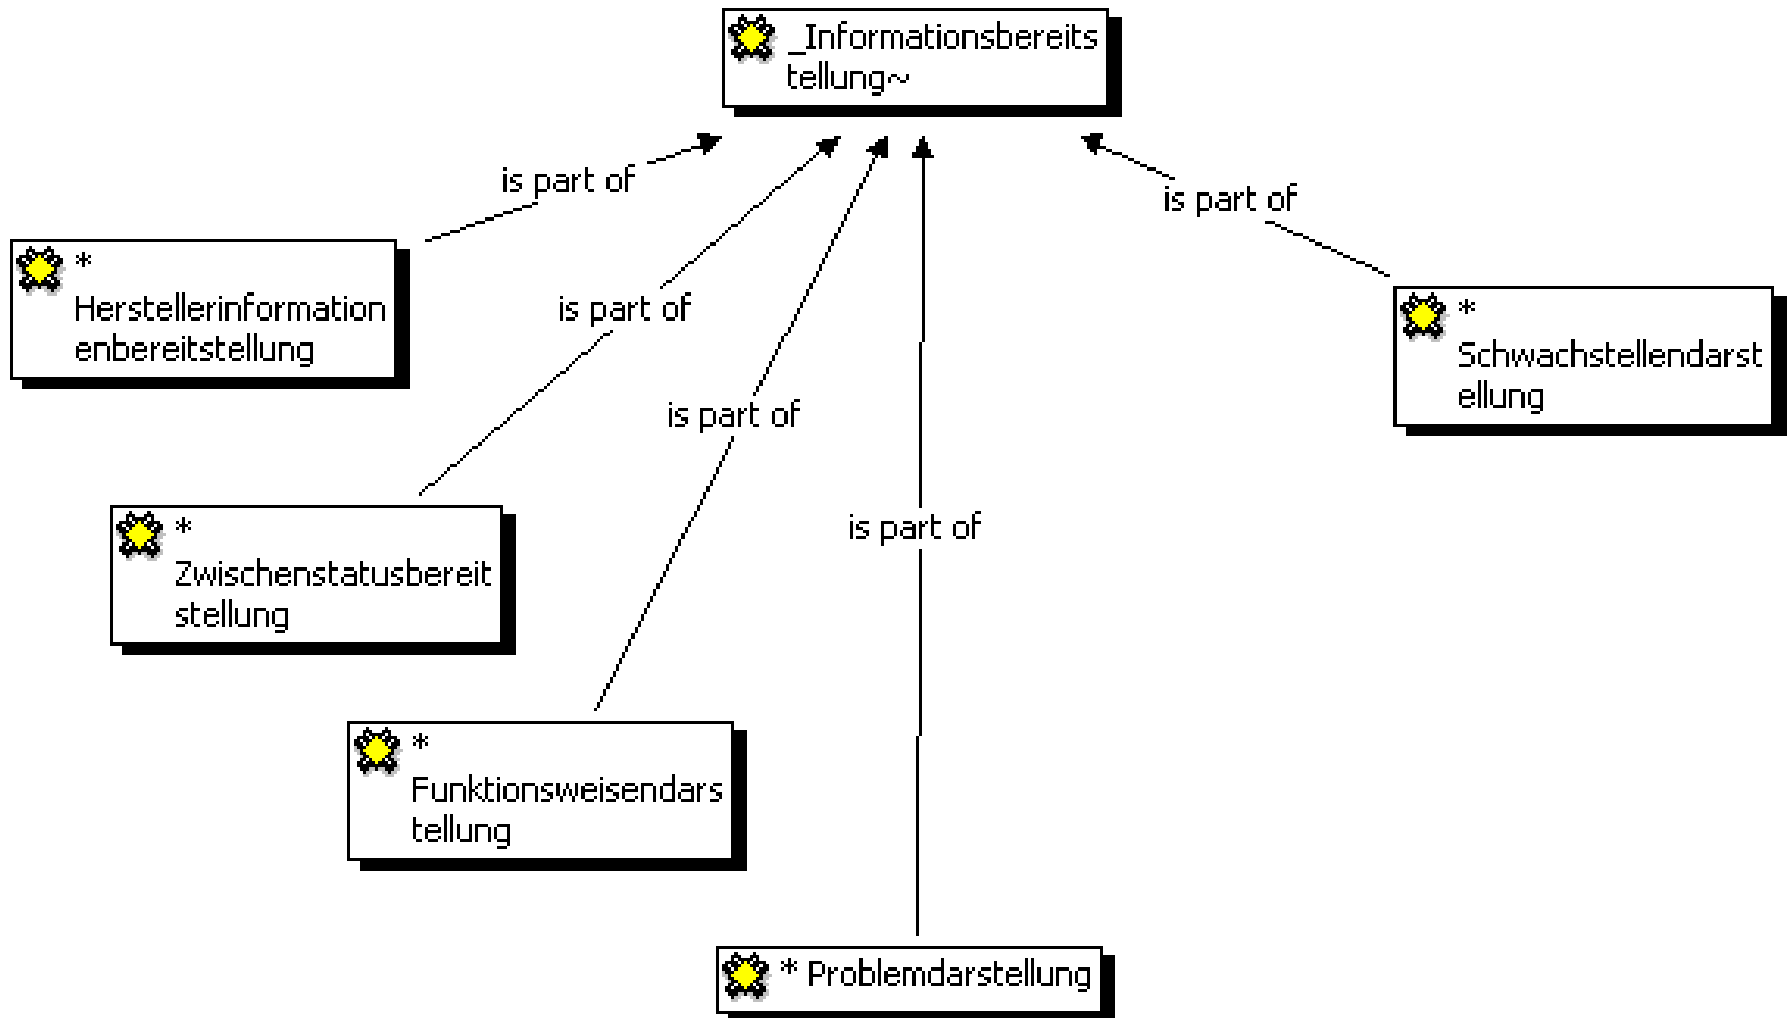 _Informationsbereits
tellung~
is part of
is part of
*
Herstellerinformation
enbereitstellung
is part of
*
Schwachstellendarst
ellung
is part of
*
Zwischenstatusbereit
stellung
is part of
*
Funktionsweisendars
tellung
* Problemdarstellung